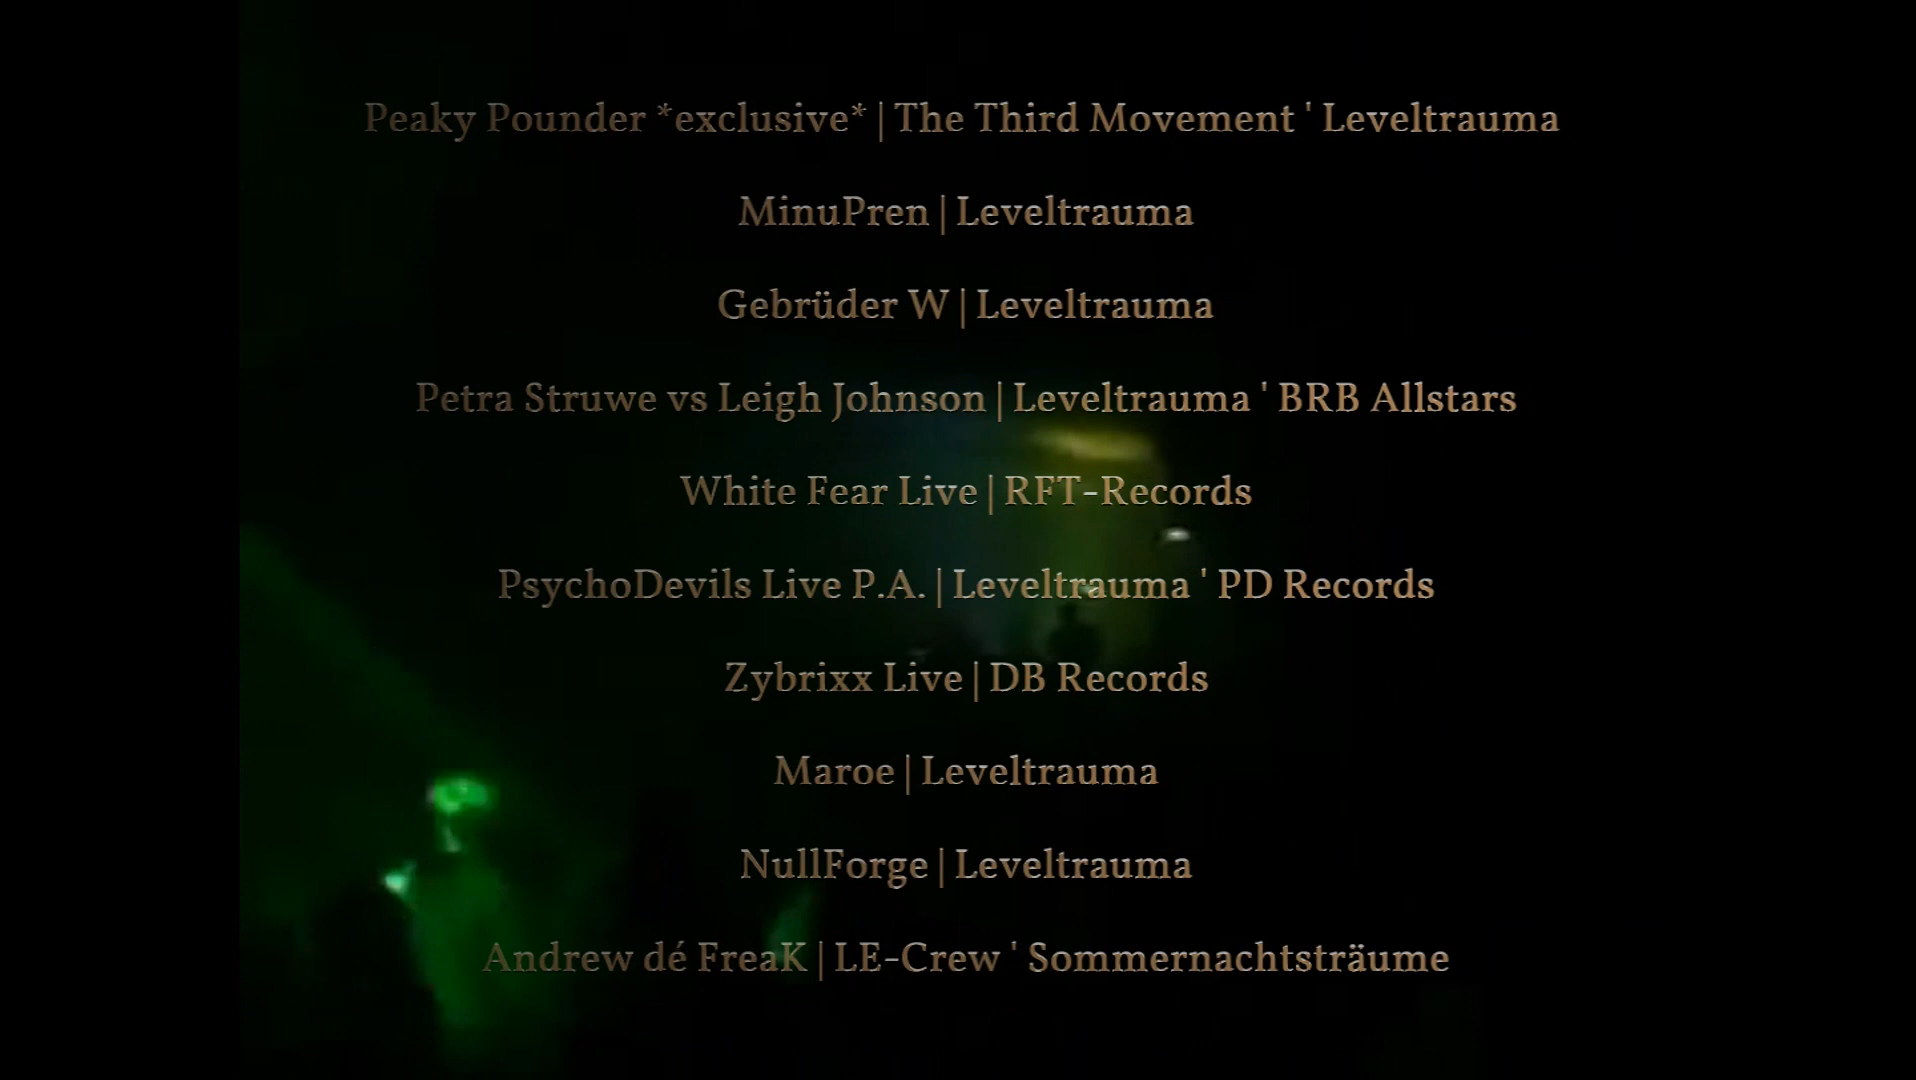 Peaky Pounder *exclusive* | The Third Movement ' Leveltrauma
MinuPren | Leveltrauma
Gebrüder W | Leveltrauma
Petra Struwe vs Leigh Johnson | Leveltrauma ' BRB Allstars
White Fear Live | RFT-Records
PsychoDevils Live P.A. | Leveltrauma ' PD Records
Zybrixx Live | DB Records
Maroe | Leveltrauma
NullForge | Leveltrauma
Andrew dé FreaK | LE-Crew ' Sommernachtsträume